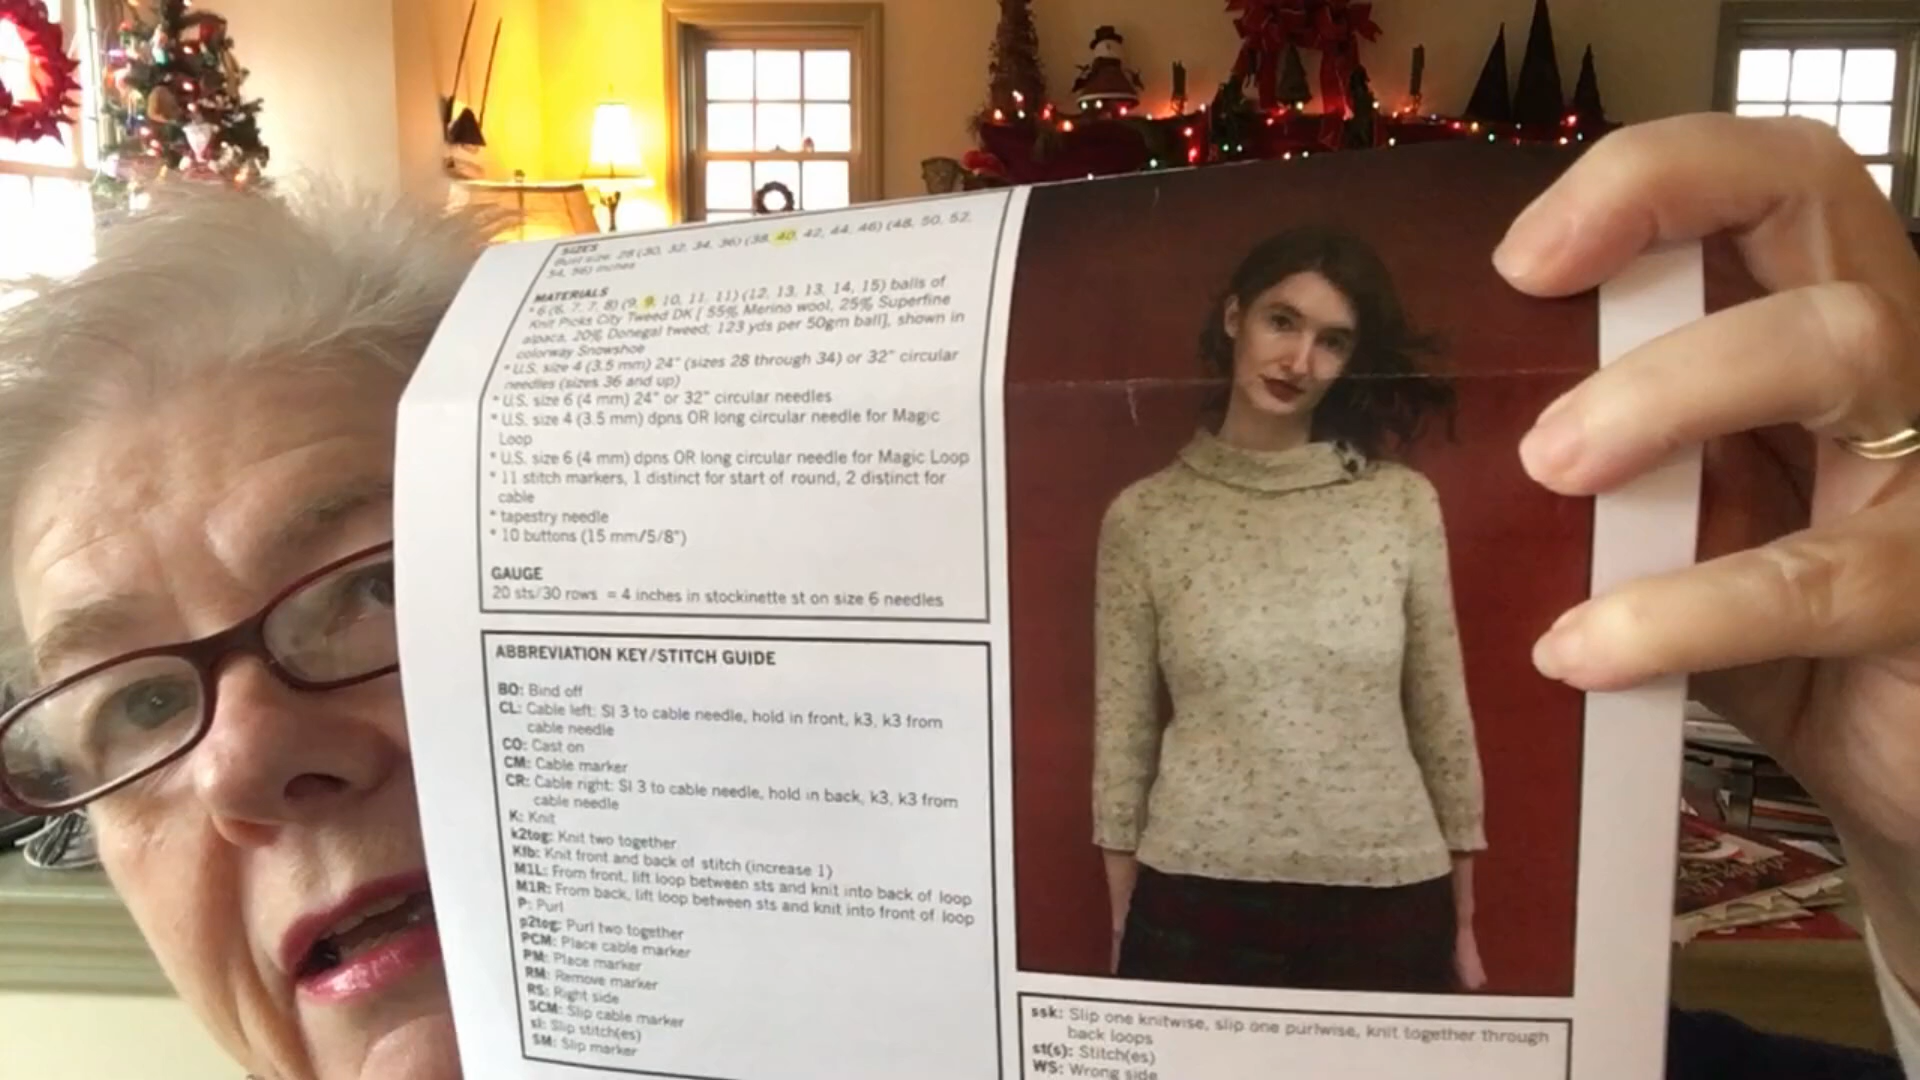 SIZES
Bust size: 28 (30, 32, 34, 36) (38, 40, 42, 44, 46) (48, 50, 52,
54, 56) inches
MATERIALS
* 6 (6, 7, 7, 8) (9, 9, 10, 11, 11) (12, 13, 13, 14, 15) balls of
Knit Picks City Tweed DK [ 55% Merino wool, 25% Superfine
alpaca, 20% Donegal tweed; 123 yds per 50gm ball], shown in
colorway Snowshoe
* U.S. size 4 (3.5 mm) 24" (sizes 28 through 34) or 32" circular
needles (sizes 36 and up)
* U.S. size 6 (4 mm) 24" or 32" circular needles
* U.S. size 4 (3.5 mm) dpns OR long circular needle for Magic
Loop
* U.S. size 6 (4 mm) dpns OR long circular needle for Magic Loop
* 11 stitch markers, 1 distinct for start of round, 2 distinct for
cable
* tapestry needle
* 10 buttons (15 mm/5/8")
GAUGE
20 sts/30 rows = 4 inches in stockinette st on size 6 needles
ABBREVIATION KEY/STITCH GUIDE
BO: Bind off
CL: Cable left: Sl 3 to cable needle, hold in front, k3, k3 from
cable needle
CO: Cast on
CM: Cable marker
CR: Cable right: Sl 3 to cable needle, hold in back, k3, k3 from
cable needle
K: Knit
k2tog: Knit two together
Kfb: Knit front and back of stitch (increase 1)
M1L: From front, lift loop between sts and knit into back of loop
M1R: From back, lift loop between sts and knit into front of loop
P: Purl
p2tog: Purl two together
PCM: Place cable marker
PM: Place marker
RM: Remove marker
RS: Right side
SCM: Slip cable marker
sl: Slip stitch(es)
SM: Slip marker
ssk: Slip one knitwise, slip one purlwise, knit together through
back loops
st(s): Stitch(es)
WS: Wrong side